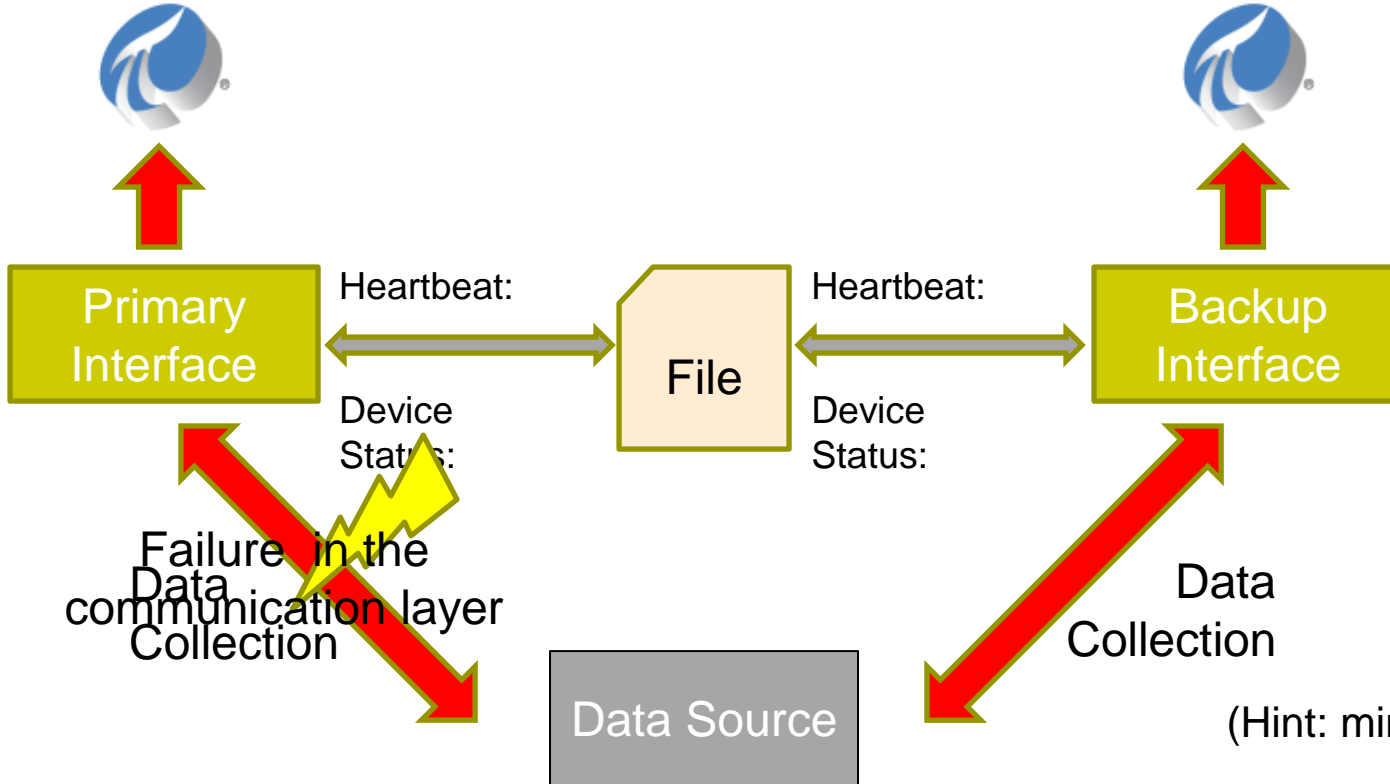 Primary
Interface
Heartbeat:
Device
Status:
File
Heartbeat:
Device
Status:
Backup
Interface
Failure in the
communication layer
Data
Collection
Data
Collection
Data Source
(Hint: